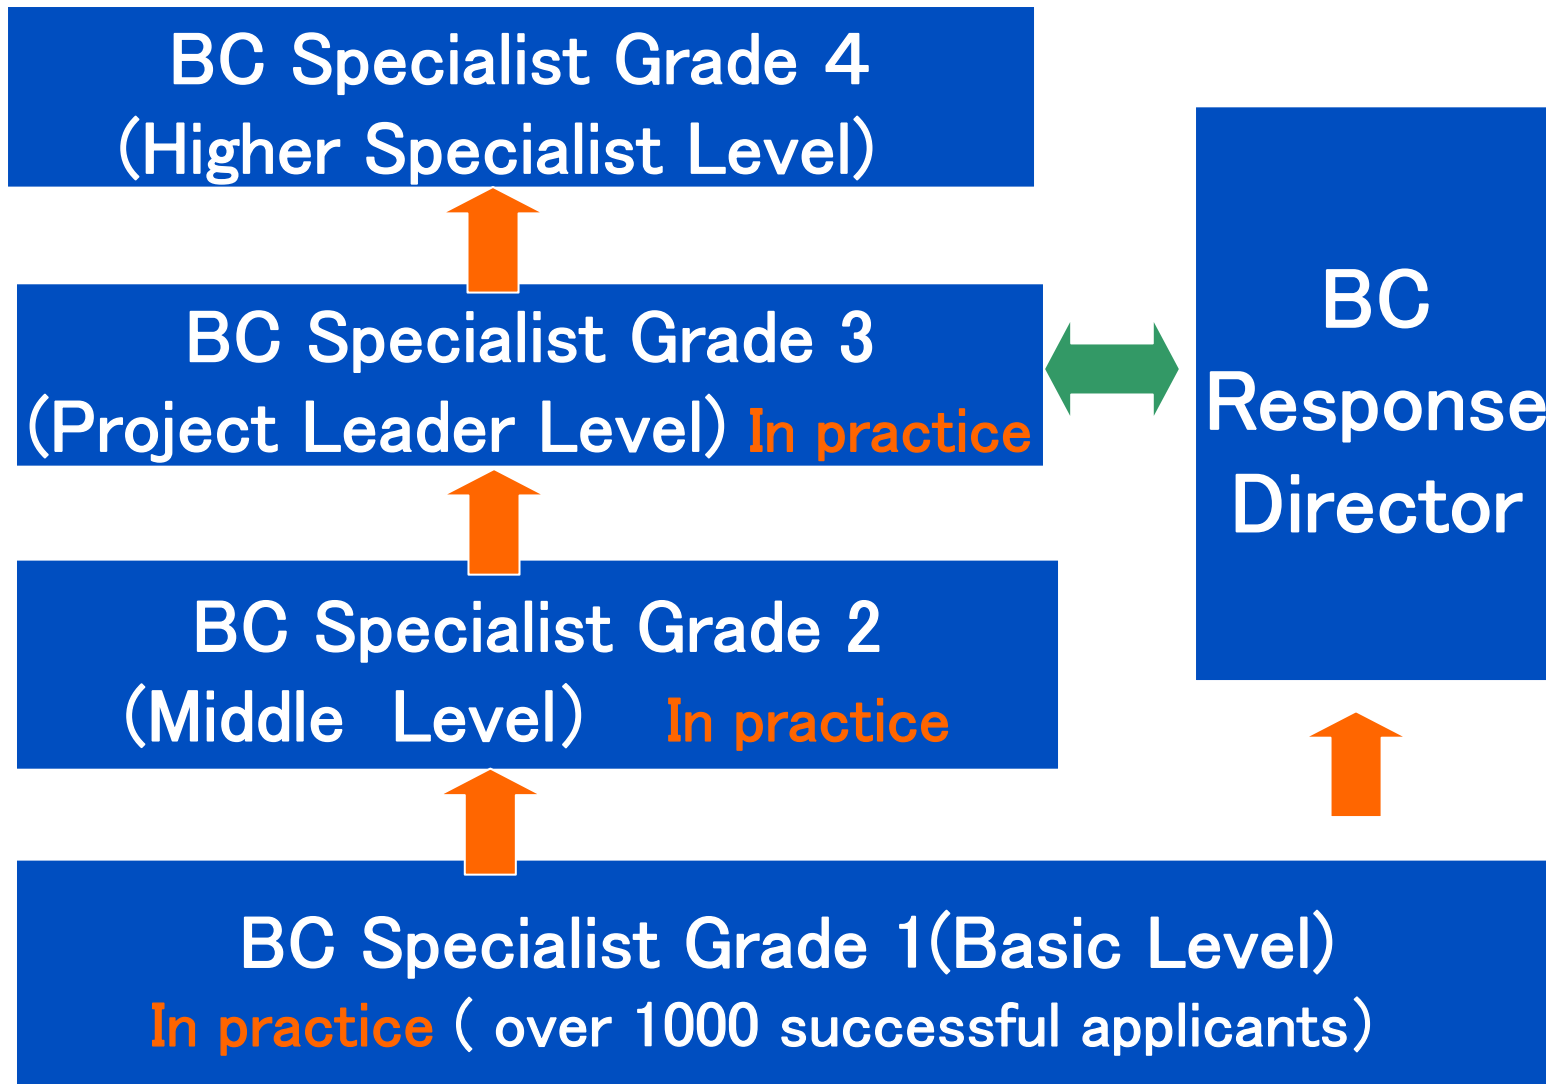 BC Specialist Grade 4
(Higher Specialist Level)
BC Specialist Grade 3
(Project Leader Level) In practice
BC
Response
Director
BC Specialist Grade 2
(Middle Level) In practice
BC Specialist Grade 1(Basic Level)
In practice ( over 1000 successful applicants)